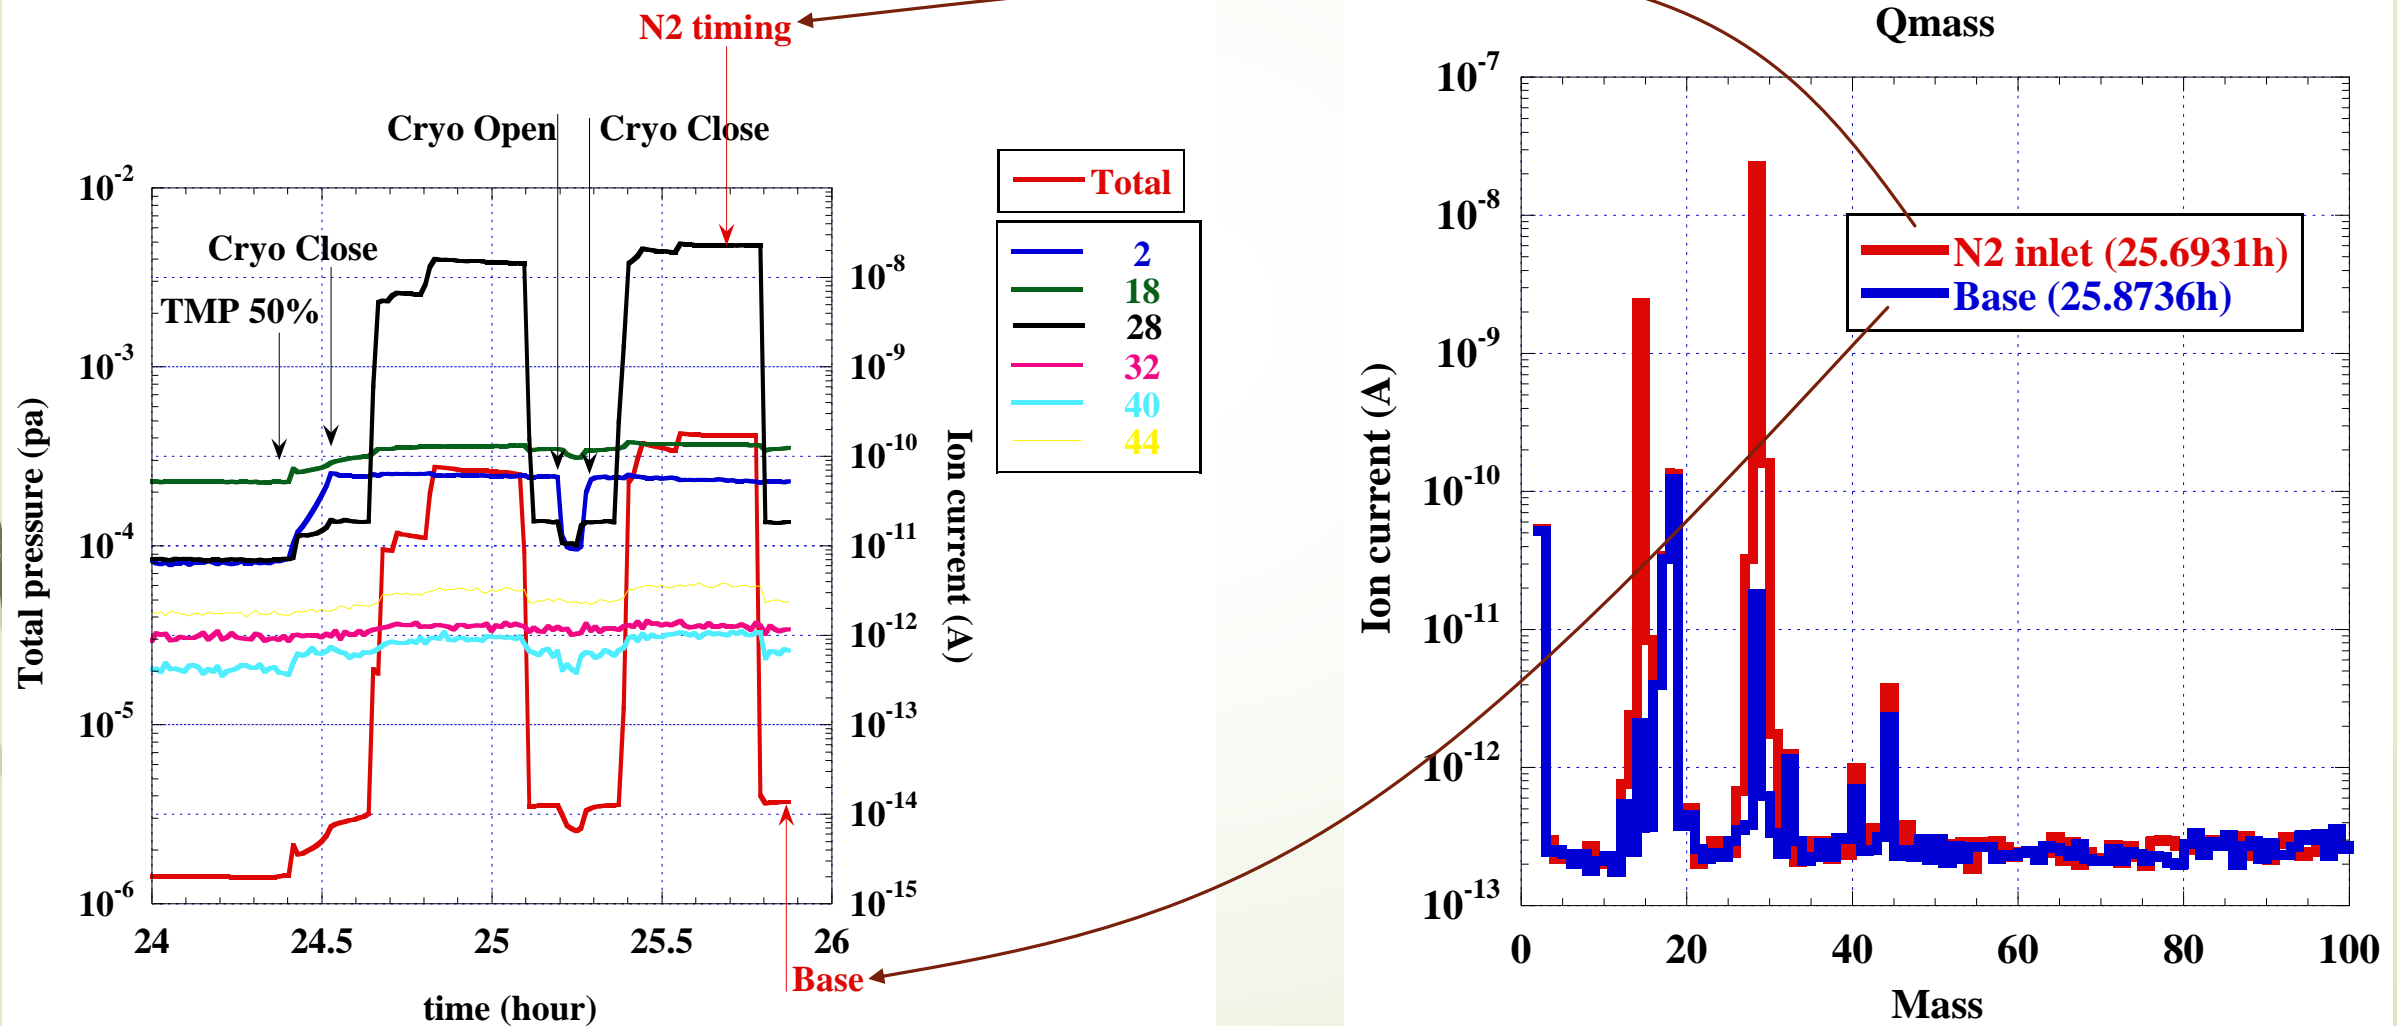 N2 timing
Cryo Open
Cryo Close
Cryo Close
TMP 50%
10-2
10-3
10-4
10-5
10-6
Total pressure (pa)
10-8
10-9
10-10
10-11
10-12
10-13
10-14
10-15
Ion current (A)
24
24.5
25
25.5
26
time (hour)
Base
Total
2
18
28
32
40
44
Qmass
10-7
10-8
10-9
10-10
10-11
10-12
10-13
Ion current (A)
N2 inlet (25.6931h)
Base (25.8736h)
0
20
40
60
80
100
Mass